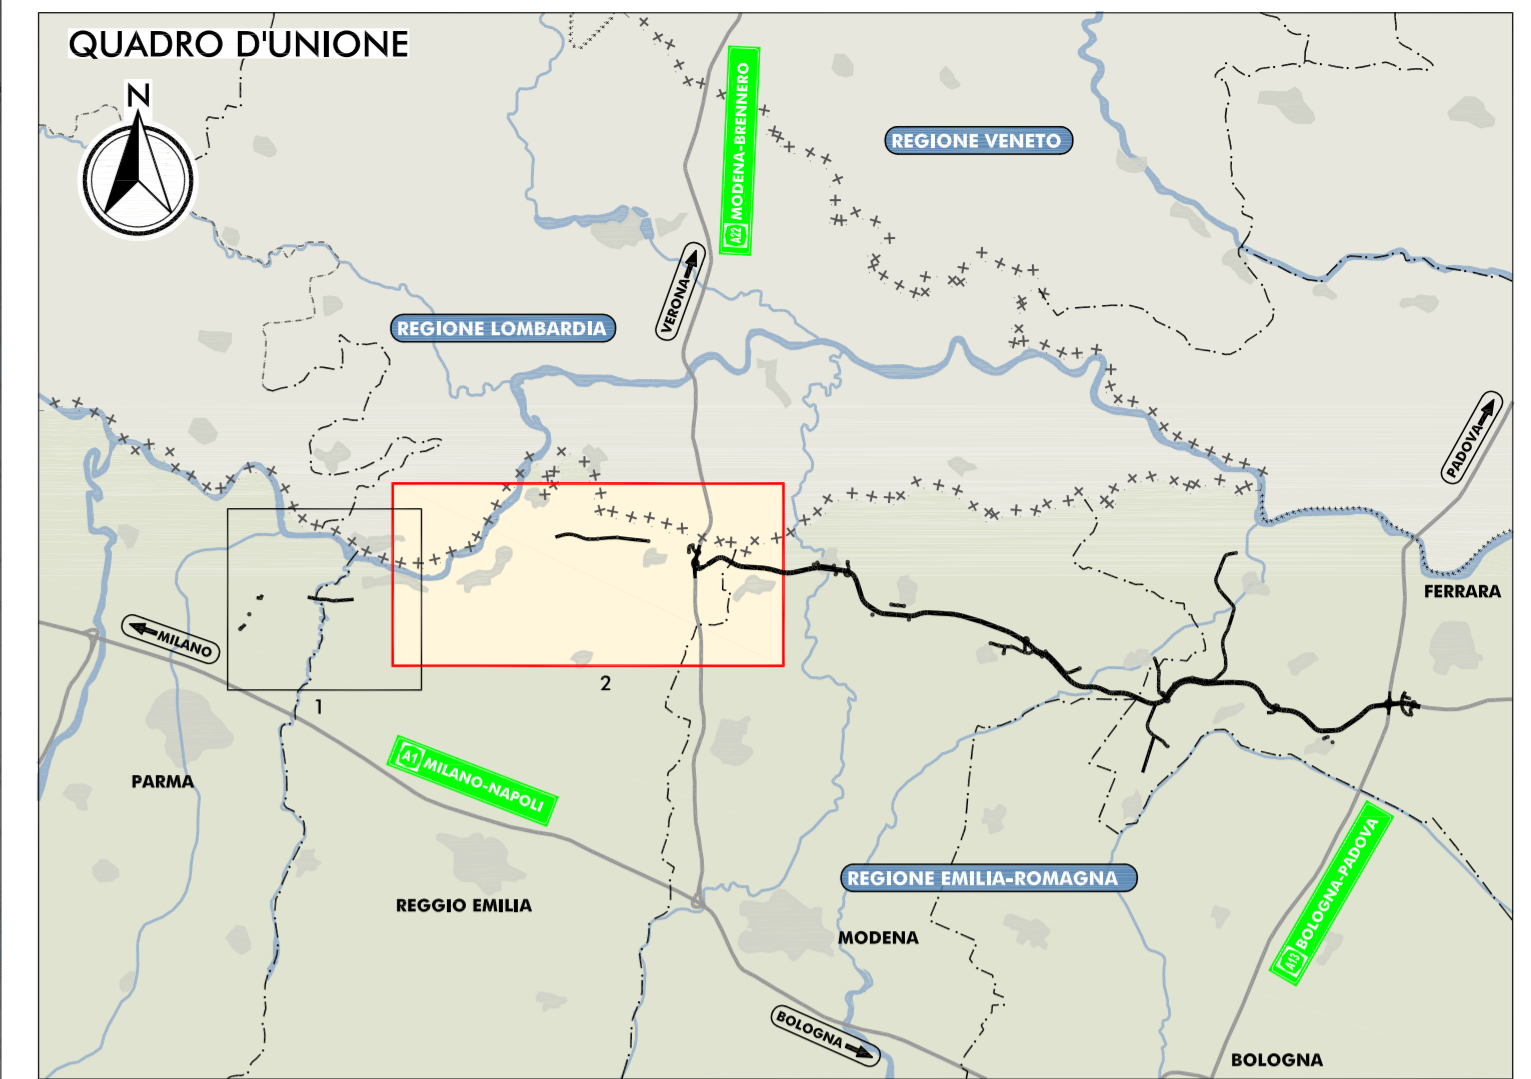 QUADRO D'UNIONE
N
A22 MODENA-BRENNERO
REGIONE VENETO
VERONA
REGIONE LOMBARDIA
PADOVA
FERRARA
MILANO
1
2
PARMA
A1 MILANO-NAPOLI
REGGIO EMILIA
REGIONE EMILIA-ROMAGNA
A13 BOLOGNA-PADOVA
MODENA
BOLOGNA
BOLOGNA